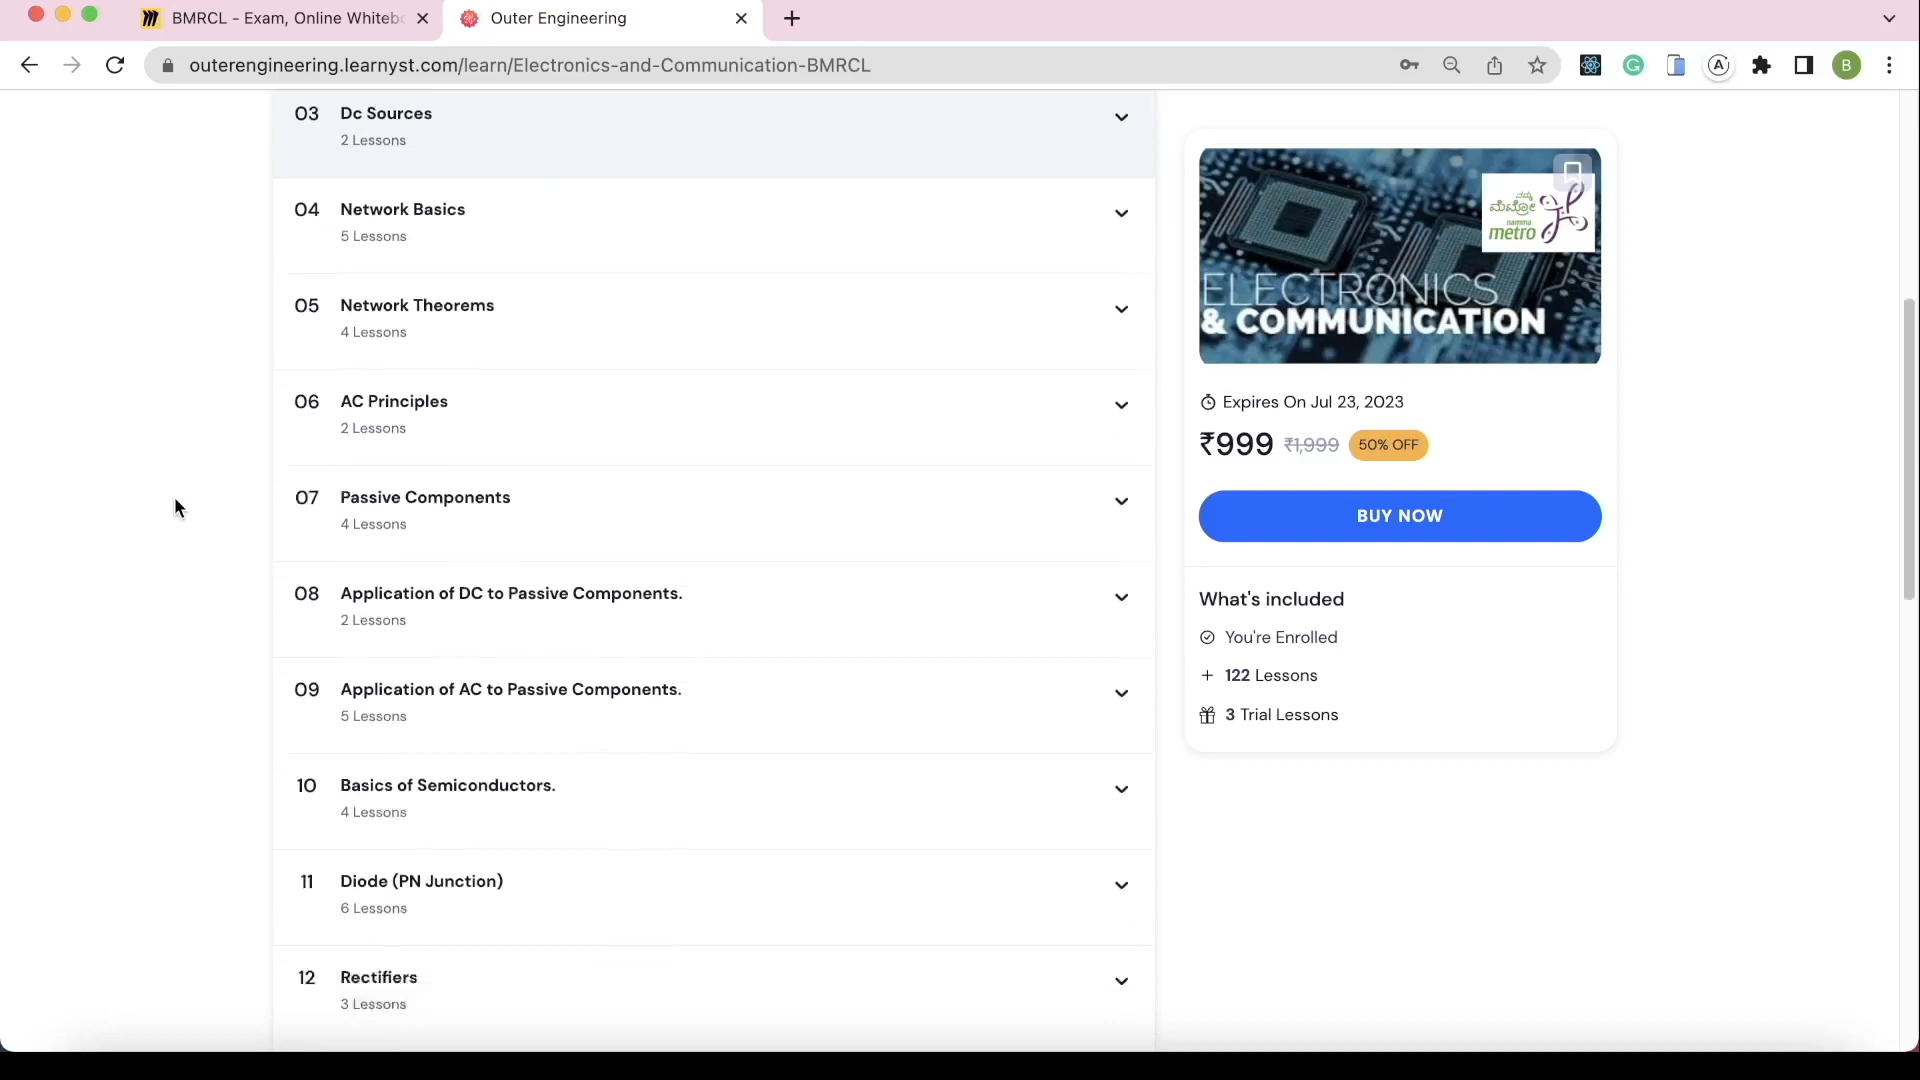 BMRCL - Exam, Online Whitebo
Outer Engineering
outerengineering.learnyst.com/learn/Electronics-and-Communication-BMRCL
B
03 Dc Sources
2 Lessons
04 Network Basics
5 Lessons
05 Network Theorems
4 Lessons
06 AC Principles
2 Lessons
07 Passive Components
4 Lessons
08 Application of DC to Passive Components.
2 Lessons
09 Application of AC to Passive Components.
5 Lessons
10 Basics of Semiconductors.
4 Lessons
11 Diode (PN Junction)
6 Lessons
12 Rectifiers
3 Lessons
ನಮ್ಮ
ಮೆಟ್ರೋ
namma
metro
ELECTRONICS
& COMMUNICATION
Expires On Jul 23, 2023
₹999 ₹1,999 50% OFF
BUY NOW
What's included
You're Enrolled
+ 122 Lessons
3 Trial Lessons